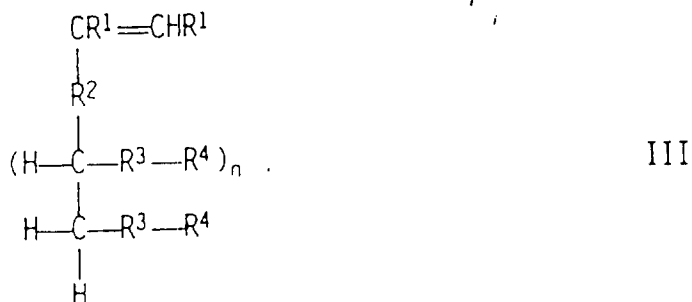 CR¹=CHR¹
R²
(H—C—R³—R⁴)n .
III
H—C—R³—R⁴
H